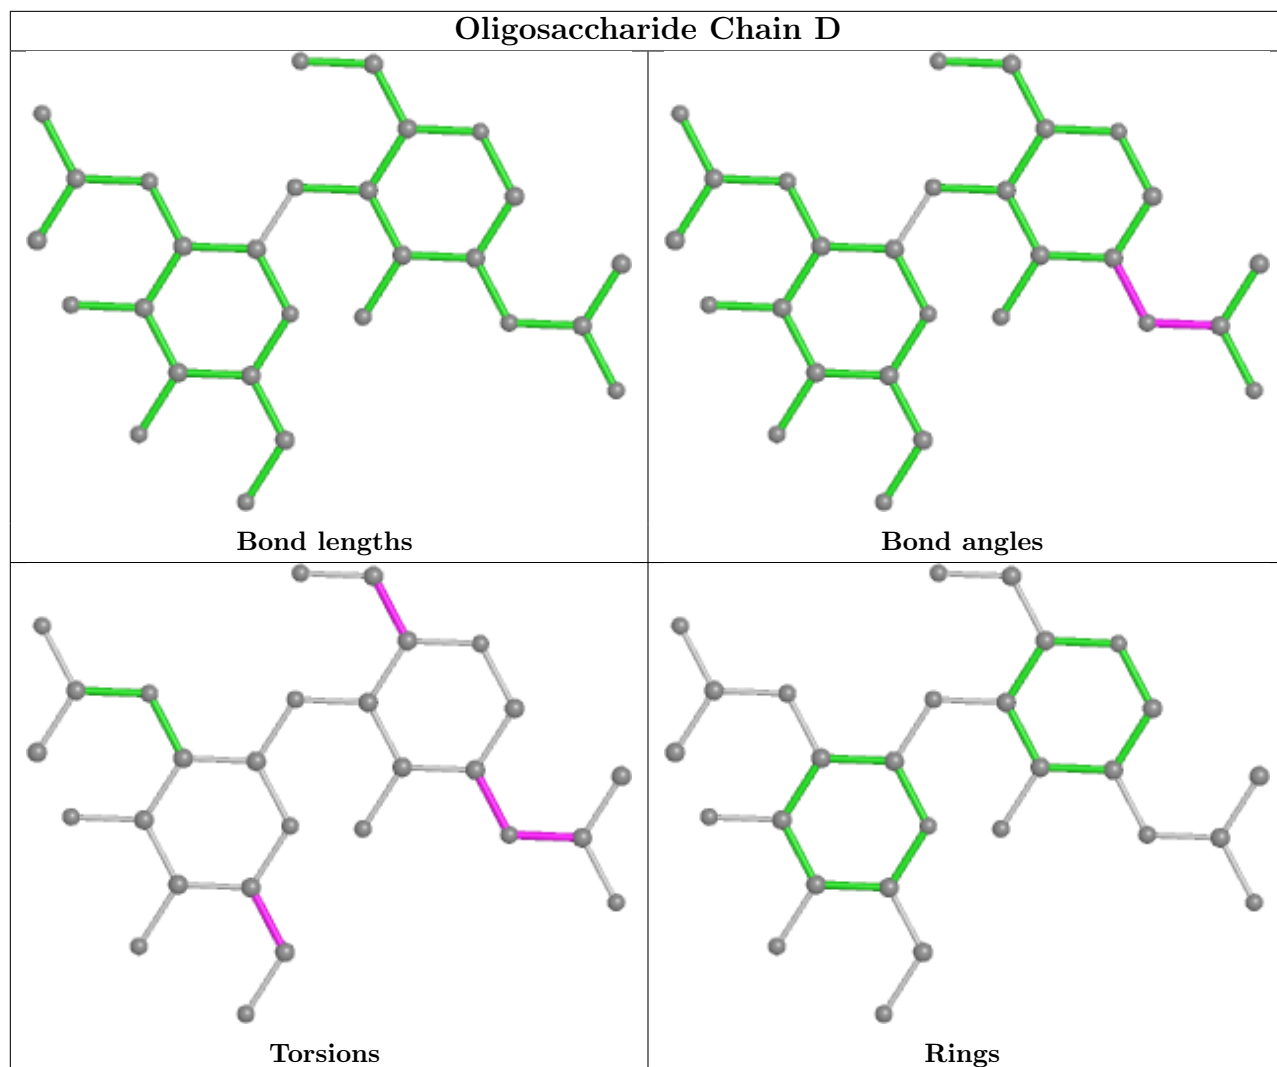 Oligosaccharide Chain D
Bond lengths
Bond angles
Torsions
Rings